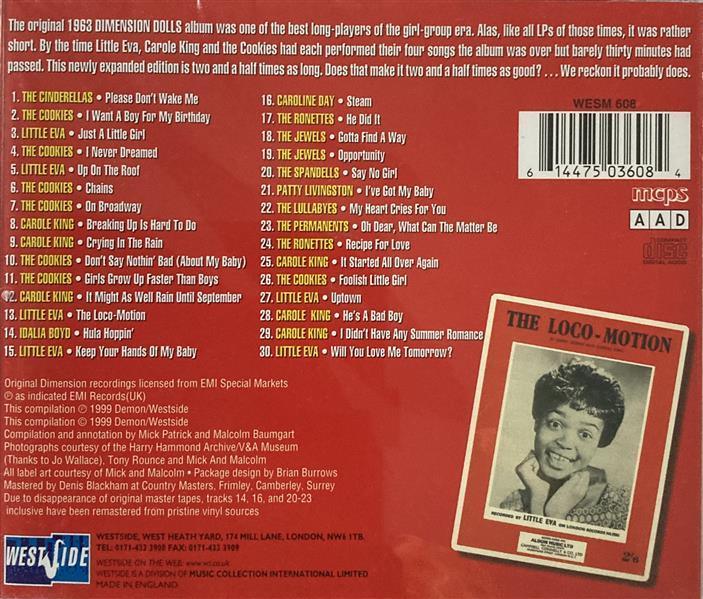 The original 1963 DIMENSION DOLLS album was one of the best long-players of the girl-group era. Alas, like all LPs of those times, it was rather
short. By the time Little Eva, Carole King and the Cookies had each performed their four songs the album was over but barely thirty minutes had
passed. This newly expanded edition is two and a half times as long. Does that make it two and a half times as good? . . . We reckon it probably does.
1. THE CINDERELLAS • Please Don't Wake Me
2. THE COOKIES • I Want A Boy For My Birthday
3. LITTLE EVA • Just A Little Girl
4. THE COOKIES • I Never Dreamed
5. LITTLE EVA • Up On The Roof
6. THE COOKIES • Chains
7. THE COOKIES • On Broadway
8. CAROLE KING • Breaking Up Is Hard To Do
9. CAROLE KING • Crying In The Rain
10. THE COOKIES • Don't Say Nothin' Bad (About My Baby)
11. THE COOKIES • Girls Grow Up Faster Than Boys
12. CAROLE KING • It Might As Well Rain Until September
13. LITTLE EVA • The Loco-Motion
14. IDALIA BOYD • Hula Hoppin'
15. LITTLE EVA • Keep Your Hands Of My Baby
16. CAROLINE DAY • Steam
17. THE RONETTES • He Did It
18. THE JEWELS • Gotta Find A Way
19. THE JEWELS • Opportunity
20. THE SPANDELLS • Say No Girl
21. PATTY LIVINGSTON • I've Got My Baby
22. THE LULLABYES • My Heart Cries For You
23. THE PERMANENTS • Oh Dear, What Can The Matter Be
24. THE RONETTES • Recipe For Love
25. CAROLE KING • It Started All Over Again
26. THE COOKIES • Foolish Little Girl
27. LITTLE EVA • Uptown
28. CAROLE KING • He's A Bad Boy
29. CAROLE KING • I Didn't Have Any Summer Romance
30. LITTLE EVA • Will You Love Me Tomorrow?
WESM 608
6 14475 03608 4
mcps
AAD
COMPACT
disc
DIGITAL AUDIO
THE LOCO-MOTION
RECORDED BY LITTLE EVA ON LONDON RECORDS
ALDON MUSIC LTD
CAMPBELL CONNELLY & CO. LTD
2/6
Original Dimension recordings licensed from EMI Special Markets
℗ as indicated EMI Records(UK)
This compilation ℗ 1999 Demon/Westside
This compilation © 1999 Demon/Westside
Compilation and annotation by Mick Patrick and Malcolm Baumgart
Photographs courtesy of the Harry Hammond Archive/V&A Museum
(Thanks to Jo Wallace), Tony Rounce and Mick And Malcolm
All label art courtesy of Mick and Malcolm • Package design by Brian Burrows
Mastered by Denis Blackham at Country Masters, Frimley, Camberley, Surrey
Due to disappearance of original master tapes, tracks 14, 16, and 20-23
inclusive have been remastered from pristine vinyl sources
WESTSIDE
WESTSIDE, WEST HEATH YARD, 174 MILL LANE, LONDON, NW6 1TB.
TEL: 0171-433 3900 FAX: 0171-433 3909
WESTSIDE ON THE WEB: www.wci.co.uk
WESTSIDE IS A DIVISION OF MUSIC COLLECTION INTERNATIONAL LIMITED
MADE IN ENGLAND